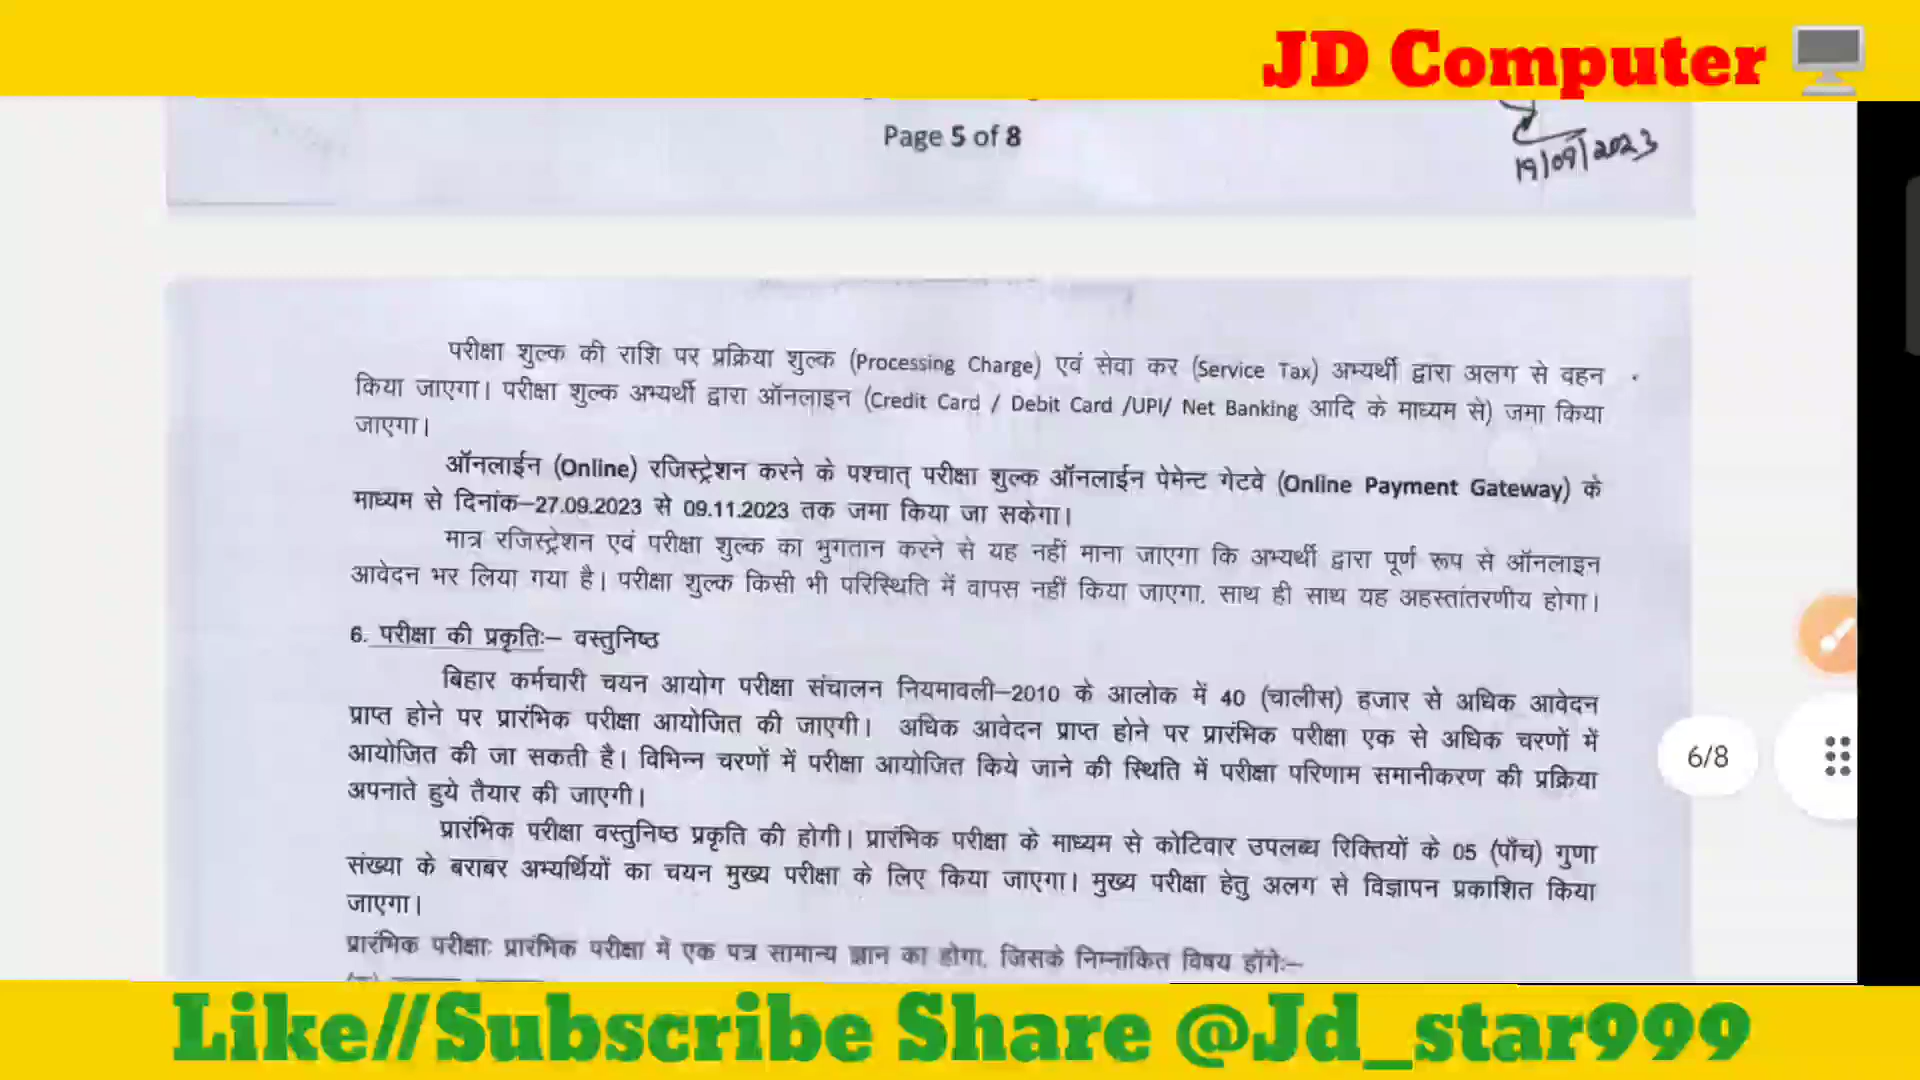 JD Computer
Page 5 of 8
19/09/2023
परीक्षा शुल्क की राशि पर प्रक्रिया शुल्क (Processing Charge) एवं सेवा कर (Service Tax) अभ्यर्थी द्वारा अलग से वहन
किया जाएगा। परीक्षा शुल्क अभ्यर्थी द्वारा ऑनलाइन (Credit Card / Debit Card /UPI/ Net Banking आदि के माध्यम से) जमा किया
जाएगा।
ऑनलाईन (Online) रजिस्ट्रेशन करने के पश्चात् परीक्षा शुल्क ऑनलाईन पेमेन्ट गेटवे (Online Payment Gateway) के
माध्यम से दिनांक–27.09.2023 से 09.11.2023 तक जमा किया जा सकेगा।
मात्र रजिस्ट्रेशन एवं परीक्षा शुल्क का भुगतान करने से यह नहीं माना जाएगा कि अभ्यर्थी द्वारा पूर्ण रूप से ऑनलाइन
आवेदन भर लिया गया है। परीक्षा शुल्क किसी भी परिस्थिति में वापस नहीं किया जाएगा, साथ ही साथ यह अहस्तांतरणीय होगा।
6. परीक्षा की प्रकृतिः– वस्तुनिष्ठ
बिहार कर्मचारी चयन आयोग परीक्षा संचालन नियमावली–2010 के आलोक में 40 (चालीस) हजार से अधिक आवेदन
प्राप्त होने पर प्रारंभिक परीक्षा आयोजित की जाएगी। अधिक आवेदन प्राप्त होने पर प्रारंभिक परीक्षा एक से अधिक चरणों में
आयोजित की जा सकती है। विभिन्न चरणों में परीक्षा आयोजित किये जाने की स्थिति में परीक्षा परिणाम समानीकरण की प्रक्रिया
अपनाते हुये तैयार की जाएगी।
प्रारंभिक परीक्षा वस्तुनिष्ठ प्रकृति की होगी। प्रारंभिक परीक्षा के माध्यम से कोटिवार उपलब्ध रिक्तियों के 05 (पाँच) गुणा
संख्या के बराबर अभ्यर्थियों का चयन मुख्य परीक्षा के लिए किया जाएगा। मुख्य परीक्षा हेतु अलग से विज्ञापन प्रकाशित किया
जाएगा।
प्रारंभिक परीक्षाः प्रारंभिक परीक्षा में एक पत्र सामान्य ज्ञान का होगा, जिसके निम्नांकित विषय होंगेः–
6/8
Like//Subscribe Share @Jd_star999